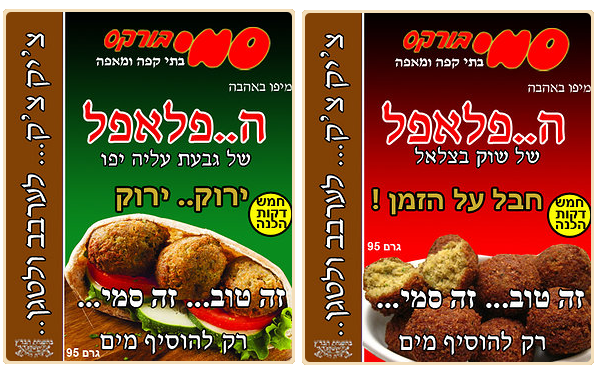 צ'יק צ'ק... לערבב ולטגן..
סמי בורקס
בתי קפה ומאפה
מיפו באהבה
ה..פלאפל
של גבעת עליה יפו
ירוק.. ירוק
חמש
דקות
הכנה
זה טוב... זה סמי...
רק להוסיף מים
95 גרם
צ'יק צ'ק... לערבב ולטגן..
סמי בורקס
בתי קפה ומאפה
מיפו באהבה
ה..פלאפל
של שוק בצלאל
חבל על הזמן !
חמש
דקות
הכנה
95 גרם
זה טוב... זה סמי...
רק להוסיף מים